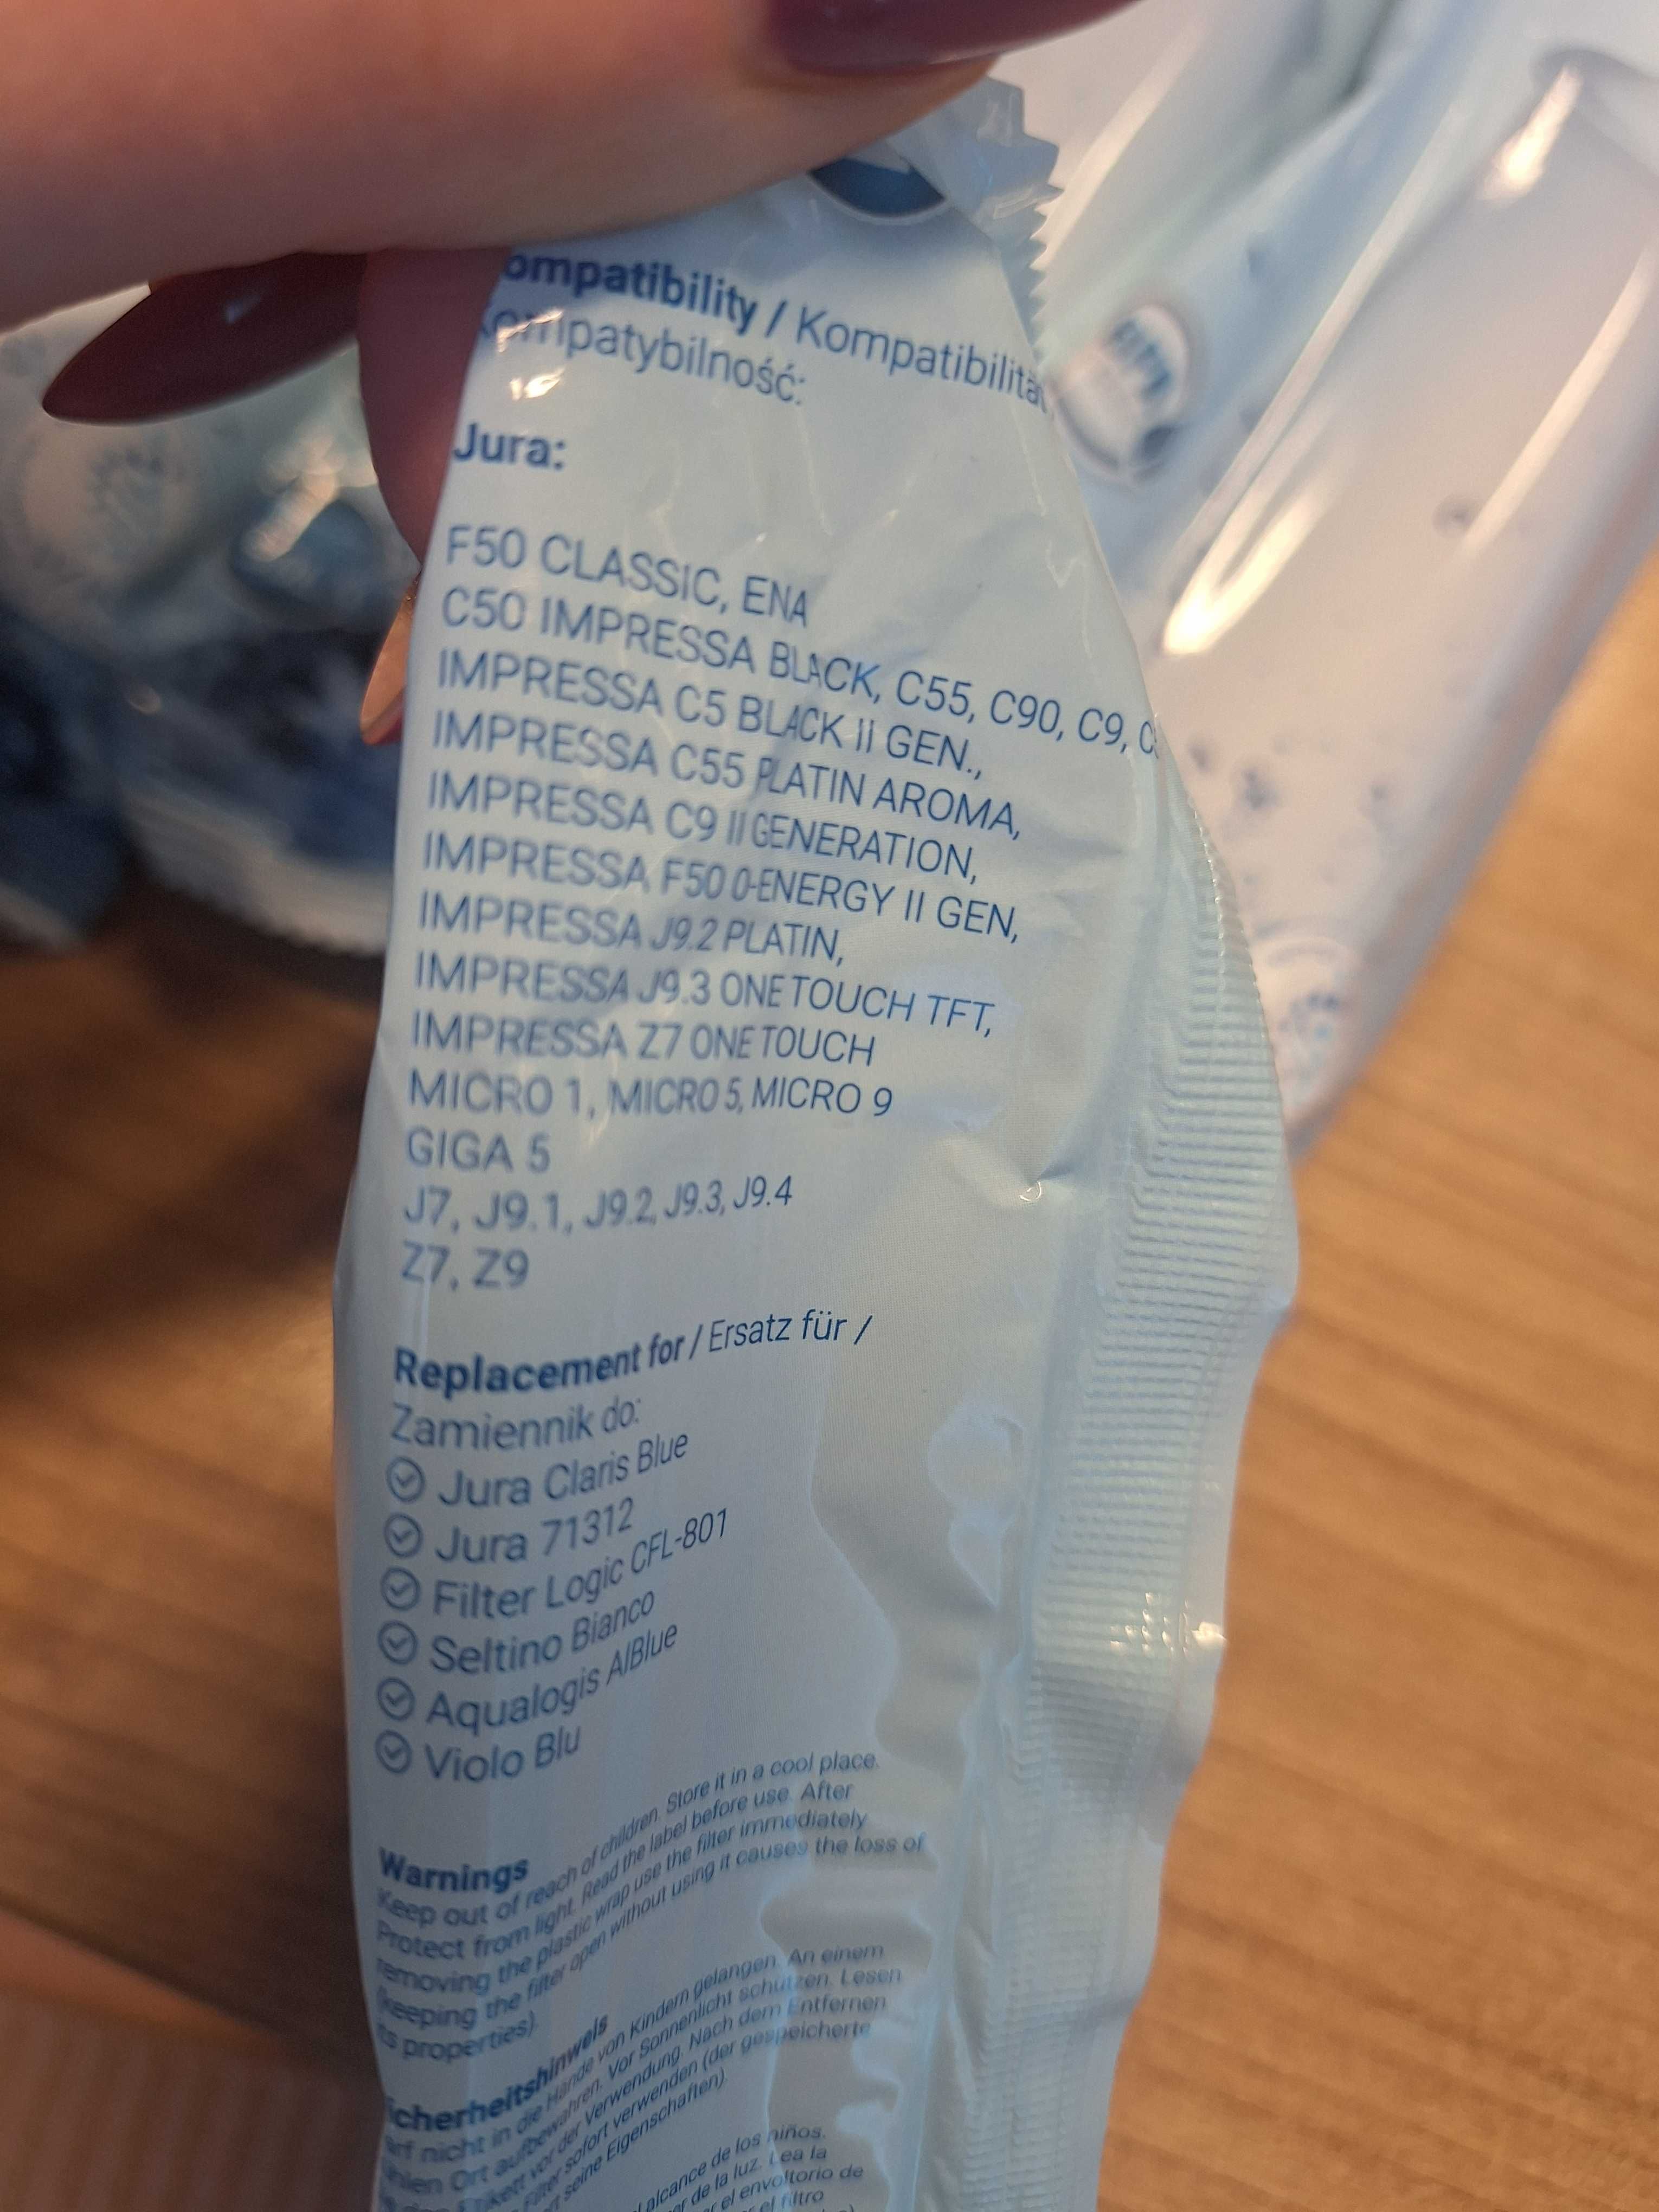 ompatibility / Kompatibilität
Kompatybilność:
Jura:
F50 CLASSIC, ENA
C50 IMPRESSA BLACK, C55, C90, C9,
IMPRESSA C5 BLACK II GEN.,
IMPRESSA C55 PLATIN AROMA,
IMPRESSA C9 II GENERATION,
IMPRESSA F50 0-ENERGY II GEN,
IMPRESSA J9.2 PLATIN,
IMPRESSA J9.3 ONE TOUCH TFT,
IMPRESSA Z7 ONE TOUCH
MICRO 1, MICRO 5, MICRO 9
GIGA 5
J7, J9.1, J9.2, J9.3, J9.4
Z7, Z9
Replacement for / Ersatz für /
Zamiennik do:
Jura Claris Blue
Jura 71312
Filter Logic CFL-801
Seltino Bianco
Aqualogis AlBlue
Violo Blu
Warnings
Keep out of reach of children. Store it in a cool place.
Protect from light. Read the label before use. After
removing the plastic wrap use the filter immediately
(keeping the filter open without using it causes the loss of
its properties).
icherheitshinweis
arf nicht in die Hände von Kindern gelangen. An einem
ühlen Ort aufbewahren. Vor Sonnenlicht schützen. Lesen
den Etikett vor der Verwendung. Nach dem Entfernen
Filter sofort verwenden (der gespeicherte
seine Eigenschaften).
alcance de los niños.
de la luz. Lea la
el envoltorio de
el filtro